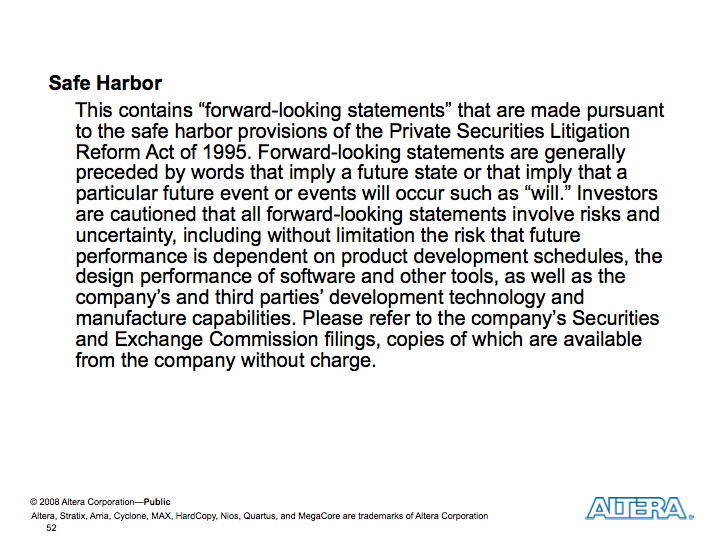 Safe Harbor
This contains “forward-looking statements” that are made pursuant
to the safe harbor provisions of the Private Securities Litigation
Reform Act of 1995. Forward-looking statements are generally
preceded by words that imply a future state or that imply that a
particular future event or events will occur such as “will.” Investors
are cautioned that all forward-looking statements involve risks and
uncertainty, including without limitation the risk that future
performance is dependent on product development schedules, the
design performance of software and other tools, as well as the
company’s and third parties’ development technology and
manufacture capabilities. Please refer to the company’s Securities
and Exchange Commission filings, copies of which are available
from the company without charge.
© 2008 Altera Corporation—Public
Altera, Stratix, Arria, Cyclone, MAX, HardCopy, Nios, Quartus, and MegaCore are trademarks of Altera Corporation
52
ALTERA®